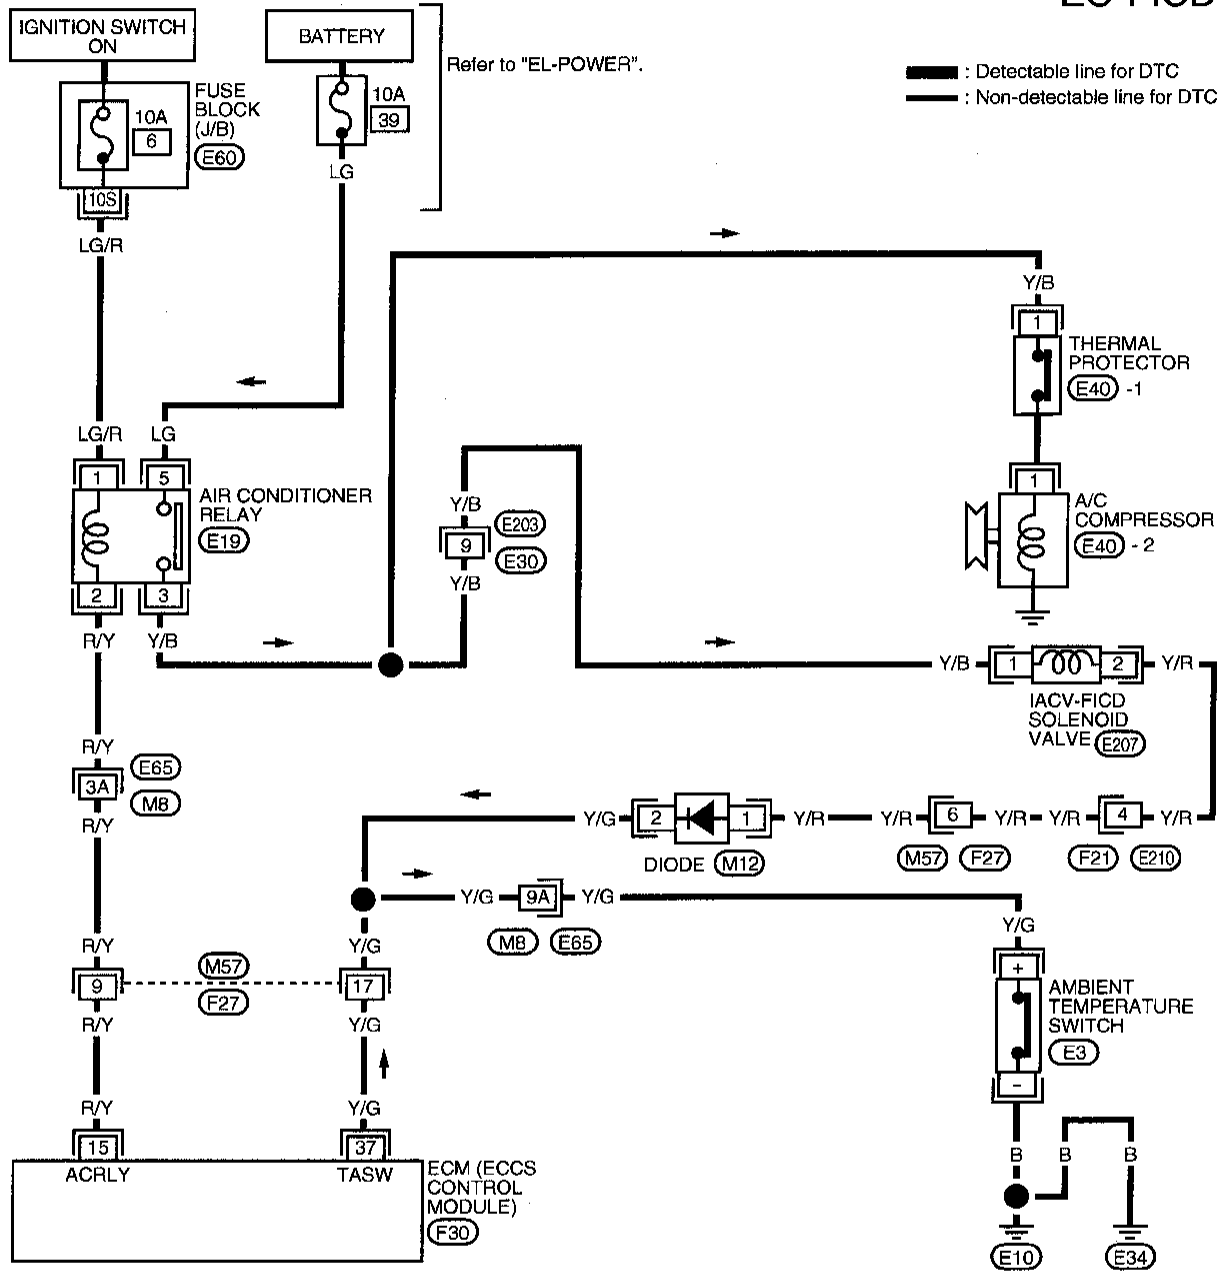 IGNITION SWITCH
ON
BATTERY
Refer to "EL-POWER".
: Detectable line for DTC
: Non-detectable line for DTC
FUSE
BLOCK
(J/B)
E60
10A
6
10A
39
10S
LG
LG/R
Y/B
1
THERMAL
PROTECTOR
E40 -1
LG/R
LG
1
5
AIR CONDITIONER
RELAY
E19
2
3
Y/B
E203
9
E30
Y/B
1
A/C
COMPRESSOR
E40 - 2
R/Y
Y/B
Y/B
1
2
Y/R
IACV-FICD
SOLENOID
VALVE E207
R/Y
E65
3A
M8
R/Y
Y/G
2
1
Y/R
Y/R
6
Y/R
Y/R
4
Y/R
DIODE M12
M57
F27
F21
E210
Y/G
9A
Y/G
M8
E65
Y/G
R/Y
Y/G
M57
9
17
F27
R/Y
Y/G
+
AMBIENT
TEMPERATURE
SWITCH
E3
-
R/Y
Y/G
15
37
ACRLY
TASW
ECM (ECCS
CONTROL
MODULE)
F30
B
B
B
E10
E34